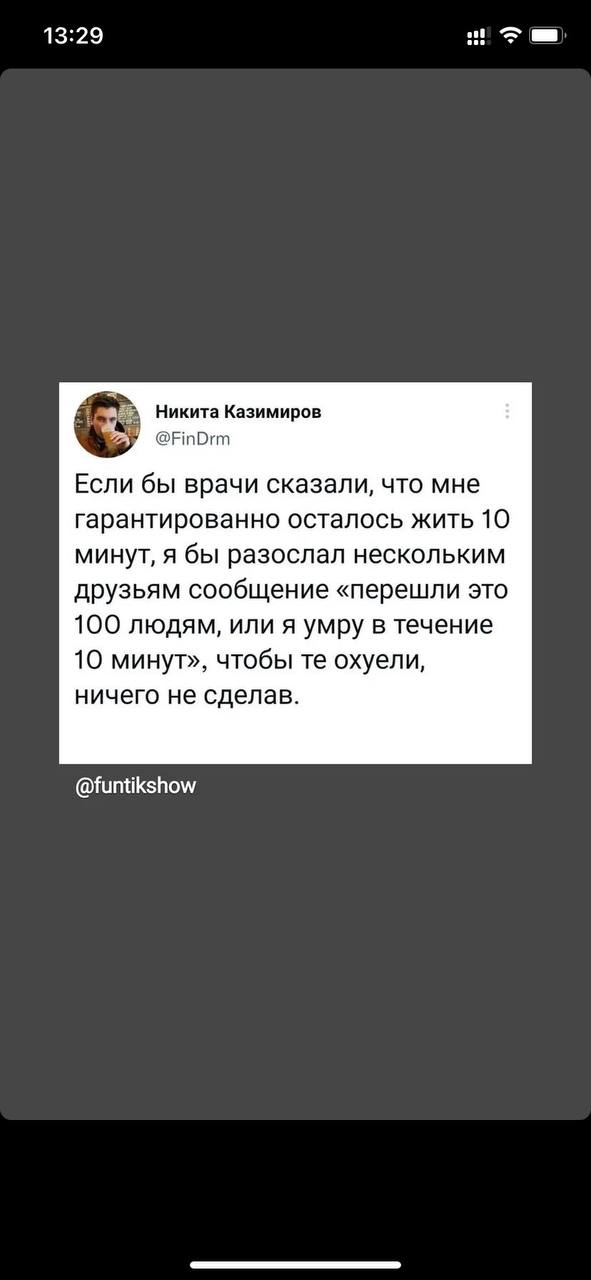 13:29
Никита Казимиров
@FinDrm
Если бы врачи сказали, что мне
гарантированно осталось жить 10
минут, я бы разослал нескольким
друзьям сообщение «перешли это
100 людям, или я умру в течение
10 минут», чтобы те охуели,
ничего не сделав.
@funtikshow